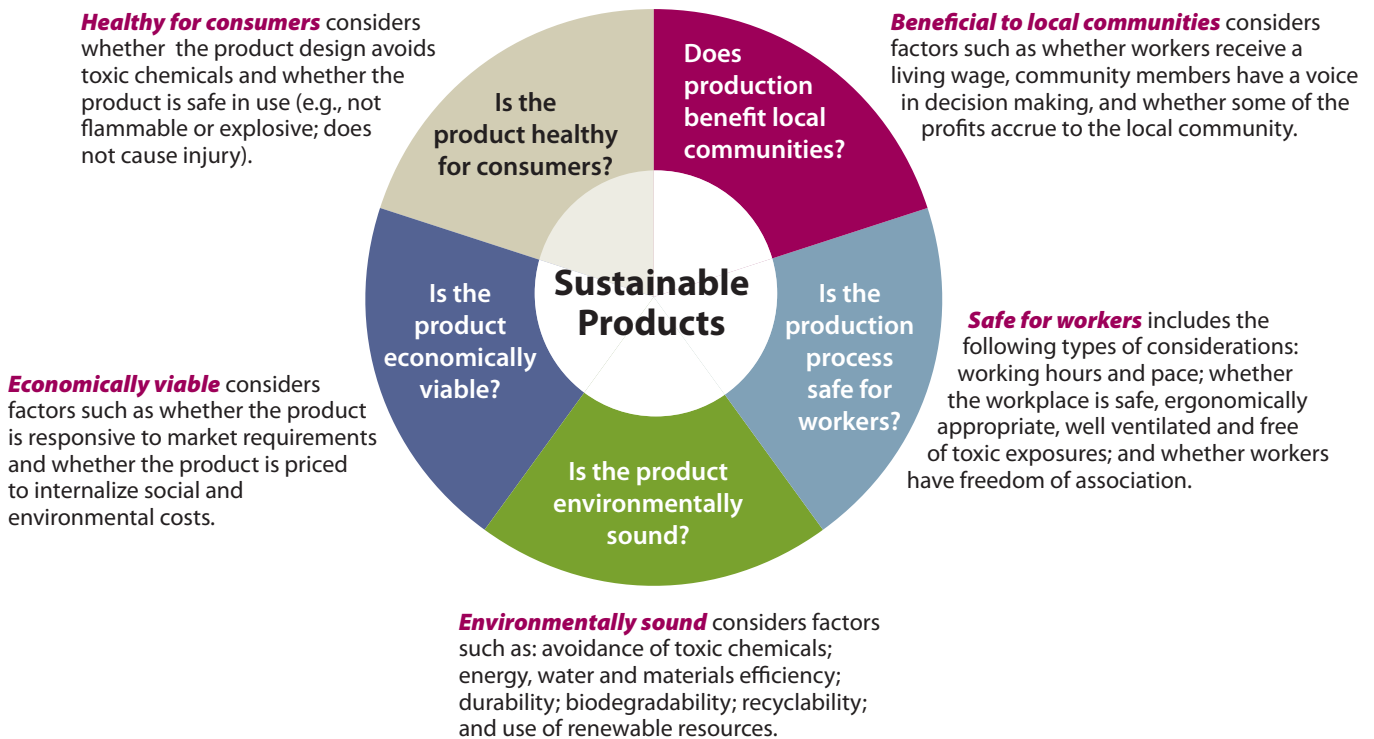 Healthy for consumers considers
whether the product design avoids
toxic chemicals and whether the
product is safe in use (e.g., not
flammable or explosive; does
not cause injury).
Is the
product healthy
for consumers?
Does
production
benefit local
communities?
Beneficial to local communities considers
factors such as whether workers receive a
living wage, community members have a voice
in decision making, and whether some of the
profits accrue to the local community.
Is the
product
economically
viable?
Sustainable
Products
Is the
production
process
safe for
workers?
Safe for workers includes the
following types of considerations:
working hours and pace; whether
the workplace is safe, ergonomically
appropriate, well ventilated and free
of toxic exposures; and whether workers
have freedom of association.
Economically viable considers
factors such as whether the product
is responsive to market requirements
and whether the product is priced
to internalize social and
environmental costs.
Is the product
environmentally
sound?
Environmentally sound considers factors
such as: avoidance of toxic chemicals;
energy, water and materials efficiency;
durability; biodegradability; recyclability;
and use of renewable resources.